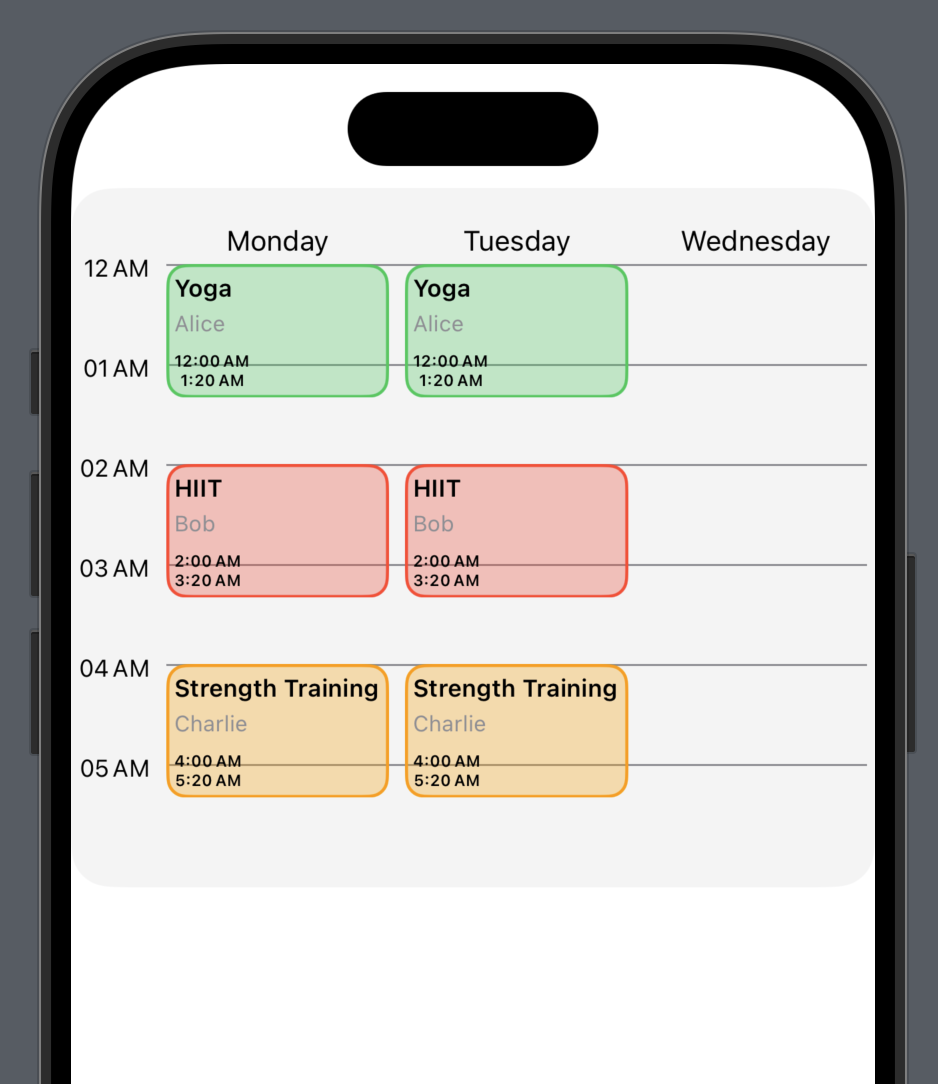 Monday Tuesday Wednesday
12 AM
Yoga Yoga
Alice Alice
12:00 AM 12:00 AM
01 AM
1:20 AM 1:20 AM
02 AM
HIIT HIIT
Bob Bob
2:00 AM 2:00 AM
03 AM
3:20 AM 3:20 AM
04 AM
Strength Training Strength Training
Charlie Charlie
4:00 AM 4:00 AM
05 AM
5:20 AM 5:20 AM